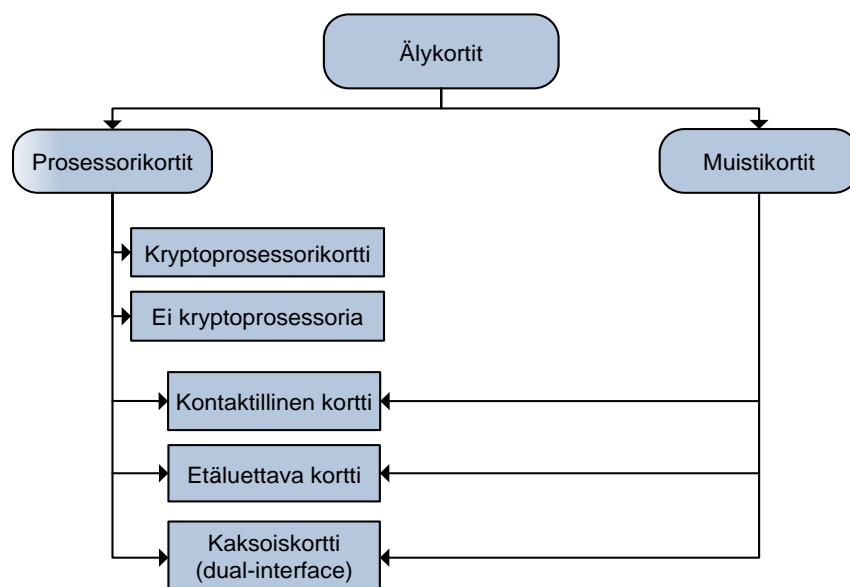 Älykortit
Prosessorikortit
Muistikortit
Kryptoprosessorikortti
Ei kryptoprosessoria
Kontaktillinen kortti
Etäluettava kortti
Kaksoiskortti
(dual-interface)